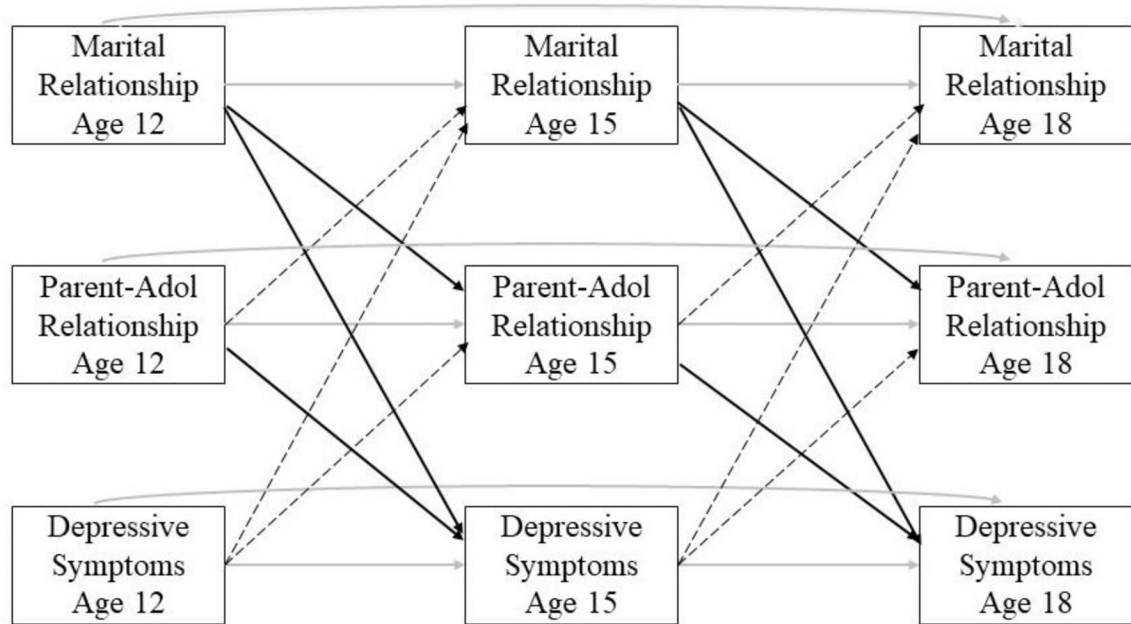 Marital
Relationship
Age 12
Marital
Relationship
Age 15
Marital
Relationship
Age 18
Parent-Adol
Relationship
Age 12
Parent-Adol
Relationship
Age 15
Parent-Adol
Relationship
Age 18
Depressive
Symptoms
Age 12
Depressive
Symptoms
Age 15
Depressive
Symptoms
Age 18